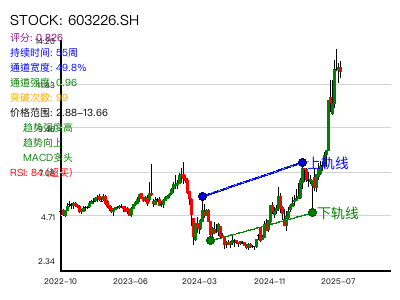 STOCK: 603226.SH
评分: 0.826
14.26
持续时间: 55周
通道宽度: 49.8%
通道强度: 0.96
突破次数: 99
价格范围: 2.88-13.66
趋势强度高
趋势向上
MACD多头
RSI: 84.2(超买)
上轨线
下轨线
4.71
2.34
2022-10
2023-06
2024-03
2024-11
2025-07